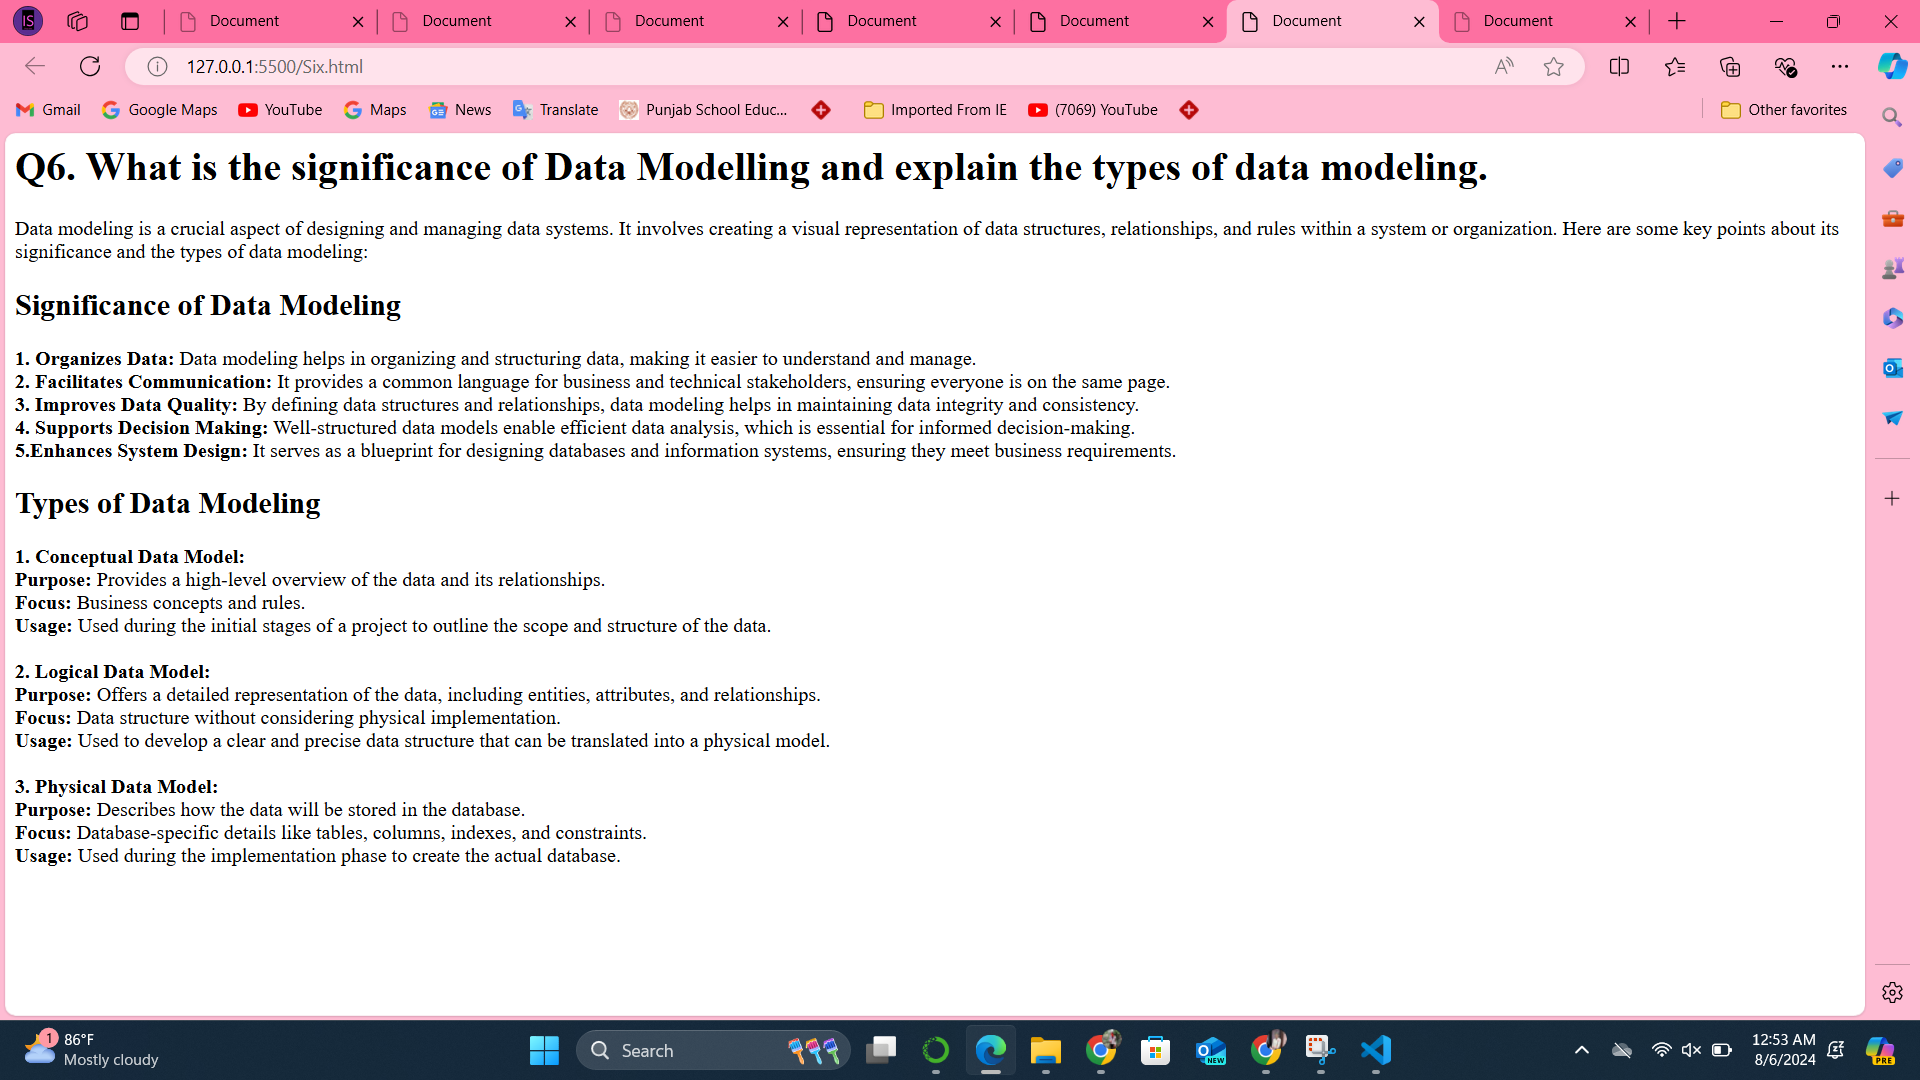 Document Document Document Document Document Document Document
127.0.0.1:5500/Six.html
Gmail Google Maps YouTube Maps News Translate Punjab School Educ... Imported From IE (7069) YouTube Other favorites
Q6. What is the significance of Data Modelling and explain the types of data modeling.
Data modeling is a crucial aspect of designing and managing data systems. It involves creating a visual representation of data structures, relationships, and rules within a system or organization. Here are some key points about its
significance and the types of data modeling:
Significance of Data Modeling
1. Organizes Data: Data modeling helps in organizing and structuring data, making it easier to understand and manage.
2. Facilitates Communication: It provides a common language for business and technical stakeholders, ensuring everyone is on the same page.
3. Improves Data Quality: By defining data structures and relationships, data modeling helps in maintaining data integrity and consistency.
4. Supports Decision Making: Well-structured data models enable efficient data analysis, which is essential for informed decision-making.
5.Enhances System Design: It serves as a blueprint for designing databases and information systems, ensuring they meet business requirements.
Types of Data Modeling
1. Conceptual Data Model:
Purpose: Provides a high-level overview of the data and its relationships.
Focus: Business concepts and rules.
Usage: Used during the initial stages of a project to outline the scope and structure of the data.
2. Logical Data Model:
Purpose: Offers a detailed representation of the data, including entities, attributes, and relationships.
Focus: Data structure without considering physical implementation.
Usage: Used to develop a clear and precise data structure that can be translated into a physical model.
3. Physical Data Model:
Purpose: Describes how the data will be stored in the database.
Focus: Database-specific details like tables, columns, indexes, and constraints.
Usage: Used during the implementation phase to create the actual database.
1 86°F
Mostly cloudy
Search
NEW
12:53 AM
8/6/2024
PRE